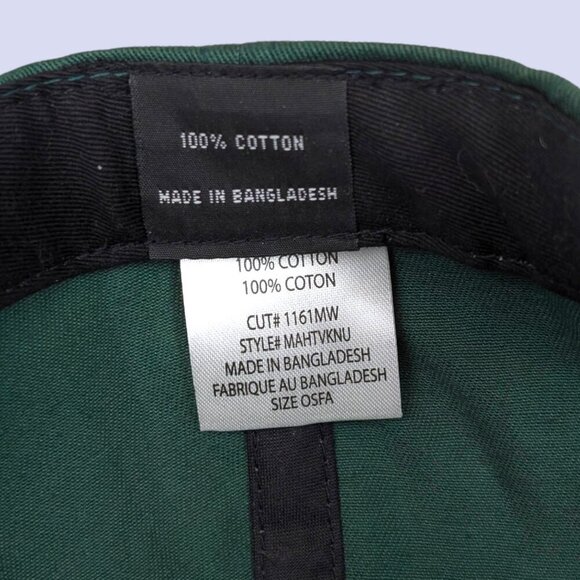 100% COTTON
MADE IN BANGLADESH
100% COTTON
100% COTON
CUT# 1161MW
STYLE# MAHTVKNU
MADE IN BANGLADESH
FABRIQUE AU BANGLADESH
SIZE OSFA